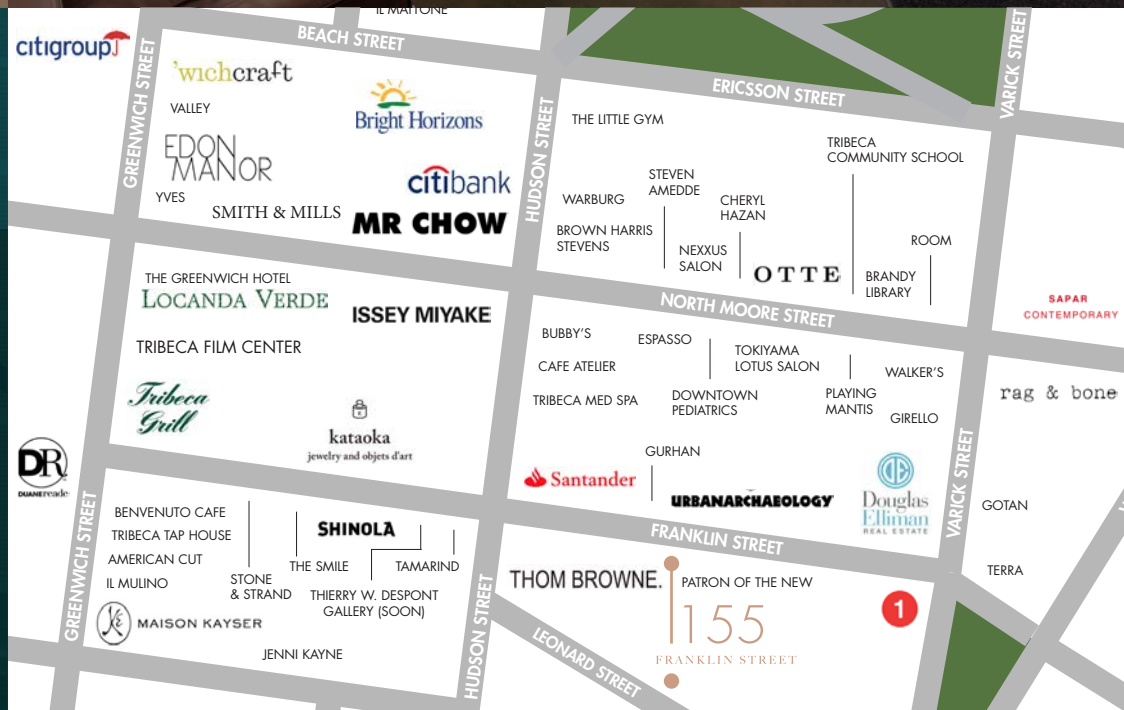 IL MATTONE
citigroup
GREENWICH STREET
BEACH STREET
'wichcraft
VALLEY
Bright Horizons
EDON
MANOR
citibank
YVES
SMITH & MILLS
MR CHOW
HUDSON STREET
ERICSSON STREET
VARICK STREET
THE LITTLE GYM
TRIBECA
COMMUNITY SCHOOL
STEVEN
AMEDDE
WARBURG
CHERYL
HAZAN
BROWN HARRIS
STEVENS
NEXXUS
SALON
OTTE
ROOM
BRANDY
LIBRARY
NORTH MOORE STREET
SAPAR
CONTEMPORARY
THE GREENWICH HOTEL
LOCANDA VERDE
ISSEY MIYAKE
TRIBECA FILM CENTER
Tribeca
Grill
kataoka
jewelry and objets d'art
BUBBY'S
ESPASSO
TOKIYAMA
LOTUS SALON
CAFE ATELIER
WALKER'S
TRIBECA MED SPA
DOWNTOWN
PEDIATRICS
PLAYING
MANTIS
GIRELLO
rag & bone
GURHAN
Santander
URBANARCHAEOLOGY
DE
Douglas
Elliman
REAL ESTATE
VARICK STREET
GOTAN
TERRA
DR
DUANEreade
GREENWICH STREET
BENVENUTO CAFE
TRIBECA TAP HOUSE
AMERICAN CUT
IL MULINO
SHINOLA
THE SMILE
TAMARIND
STONE
& STRAND
THIERRY W. DESPONT
GALLERY (SOON)
MAISON KAYSER
JENNI KAYNE
HUDSON STREET
FRANKLIN STREET
THOM BROWNE.
PATRON OF THE NEW
155
FRANKLIN STREET
1
LEONARD STREET